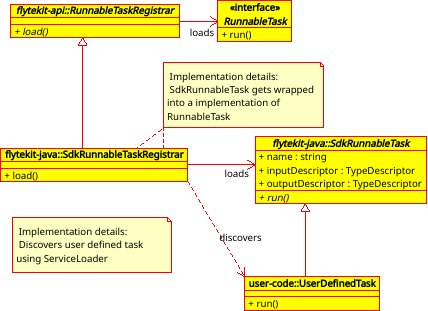 flytekit-api::RunnableTaskRegistrar
+ load()
loads
«interface»
RunnableTask
+ run()
Implementation details:
SdkRunnableTask gets wrapped
into a implementation of
RunnableTask
flytekit-java::SdkRunnableTaskRegistrar
+ load()
loads
flytekit-java::SdkRunnableTask
+ name : string
+ inputDescriptor : TypeDescriptor
+ outputDescriptor : TypeDescriptor
+ run()
Implementation details:
Discovers user defined task
using ServiceLoader
discovers
user-code::UserDefinedTask
+ run()